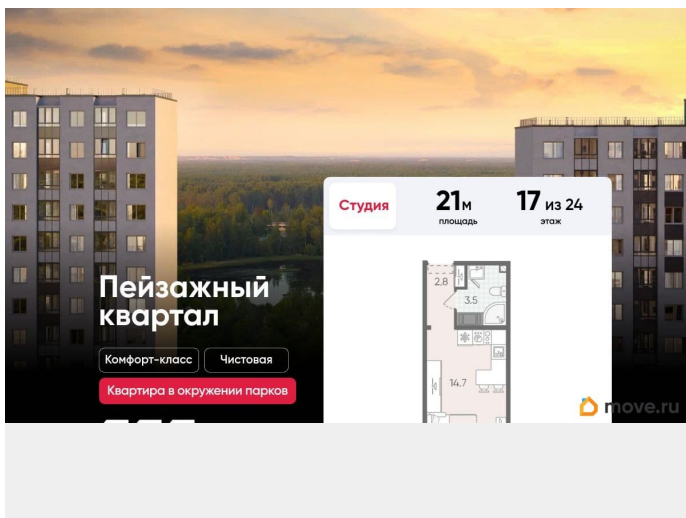 Студия
21м
площадь
17 из 24
этаж
Пейзажный
квартал
Комфорт-класс
Чистовая
Квартира в окружении парков
2.8
3.5
14.7
move.ru